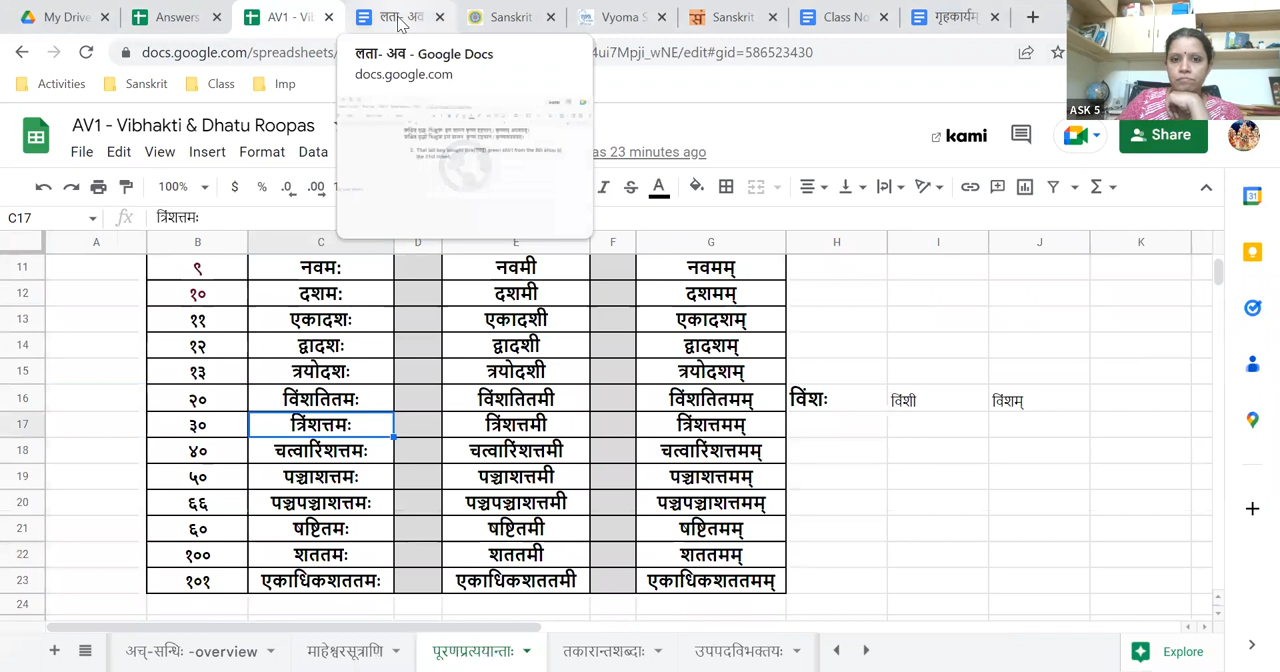 My Drive
Answers
AV1 - Vib
लता- अव
Sanskrit
Vyoma S
Sanskrit
Class No
गृहकार्यम्
docs.google.com/spreadsheets/
4ui7Mpji_wNE/edit#gid=586523430
लता- अव - Google Docs
docs.google.com
Activities
Sanskrit
Class
Imp
ASK 5
AV1 - Vibhakti & Dhatu Roopas
kami
Share
File Edit View Insert Format Data
as 23 minutes ago
100% $ % .0 .00
C17
fx त्रिंशत्तमः
A B C D E F G H I J K
11 ९ नवम: नवमी नवमम्
12 १० दशम: दशमी दशमम्
13 ११ एकादशः एकादशी एकादशम्
14 १२ द्वादशः द्वादशी द्वादशम्
15 १३ त्रयोदशः त्रयोदशी त्रयोदशम्
16 २० विंशतितमः विंशतितमी विंशतितमम् विंशः विंशी विंशम्
17 ३० त्रिंशत्तमः त्रिंशत्तमी त्रिंशत्तमम्
18 ४० चत्वारिंशत्तमः चत्वारिंशत्तमी चत्वारिंशत्तमम्
19 ५० पञ्चाशत्तमः पञ्चाशत्तमी पञ्चाशत्तमम्
20 ६६ पञ्चपञ्चाशत्तमः पञ्चपञ्चाशत्तमी पञ्चपञ्चाशत्तमम्
21 ६० षष्टितमः षष्टितमी षष्टितमम्
22 १०० शततमः शततमी शततमम्
23 १०१ एकाधिकशततमः एकाधिकशततमी एकाधिकशततमम्
24
अच्-सन्धिः -overview
माहेश्वरसूत्राणि
पूरणप्रत्ययान्ताः
तकारान्तशब्दाः
उपपदविभक्तयः
Explore